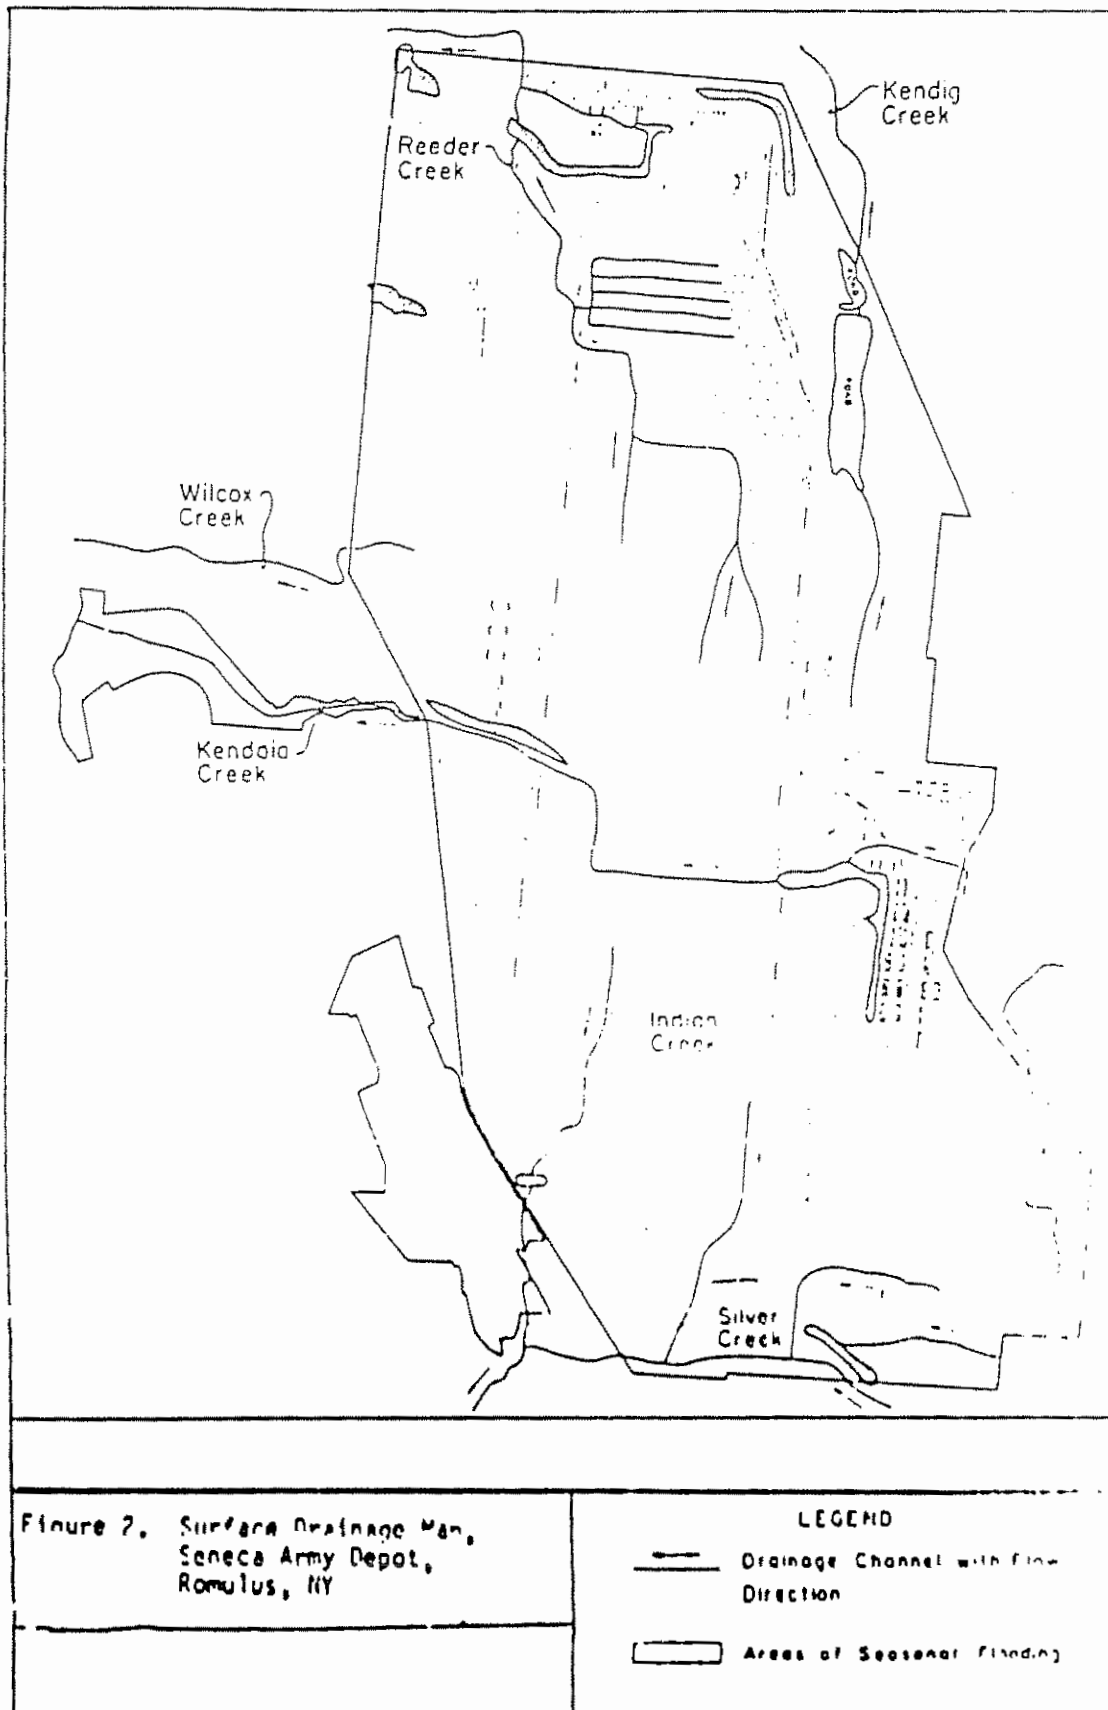 Kendig
Creek
Reeder
Creek
Wilcox
Creek
Kendaia
Creek
Indian
Creek
Silver
Creek
Figure 2. Surface Drainage Map,
Seneca Army Depot,
Romulus, NY
LEGEND
Drainage Channel with Flow
Direction
Areas of Seasonal Flooding